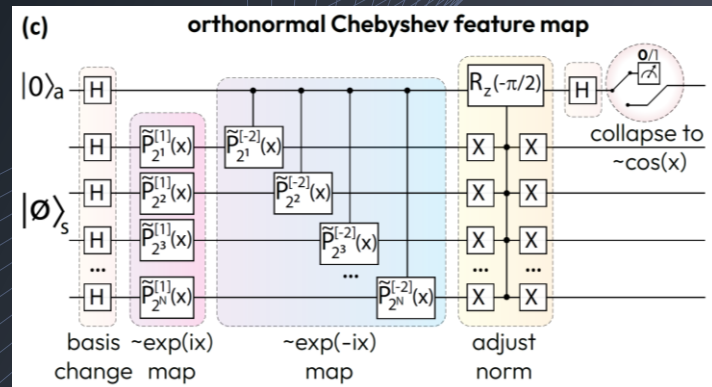 (c) orthonormal Chebyshev feature map
|0⟩a H R_z(-π/2) H 0/1
H P̃_{2^1}^{[1]}(x) P̃_{2^1}^{[-2]}(x) X X
collapse to
~cos(x)
|Ø⟩s H P̃_{2^2}^{[1]}(x) P̃_{2^2}^{[-2]}(x) X X
H P̃_{2^3}^{[1]}(x) P̃_{2^3}^{[-2]}(x) X X
... ... ... ...
H P̃_{2^N}^{[1]}(x) P̃_{2^N}^{[-2]}(x) X X
basis ~exp(ix) ~exp(-ix) adjust
change map map norm